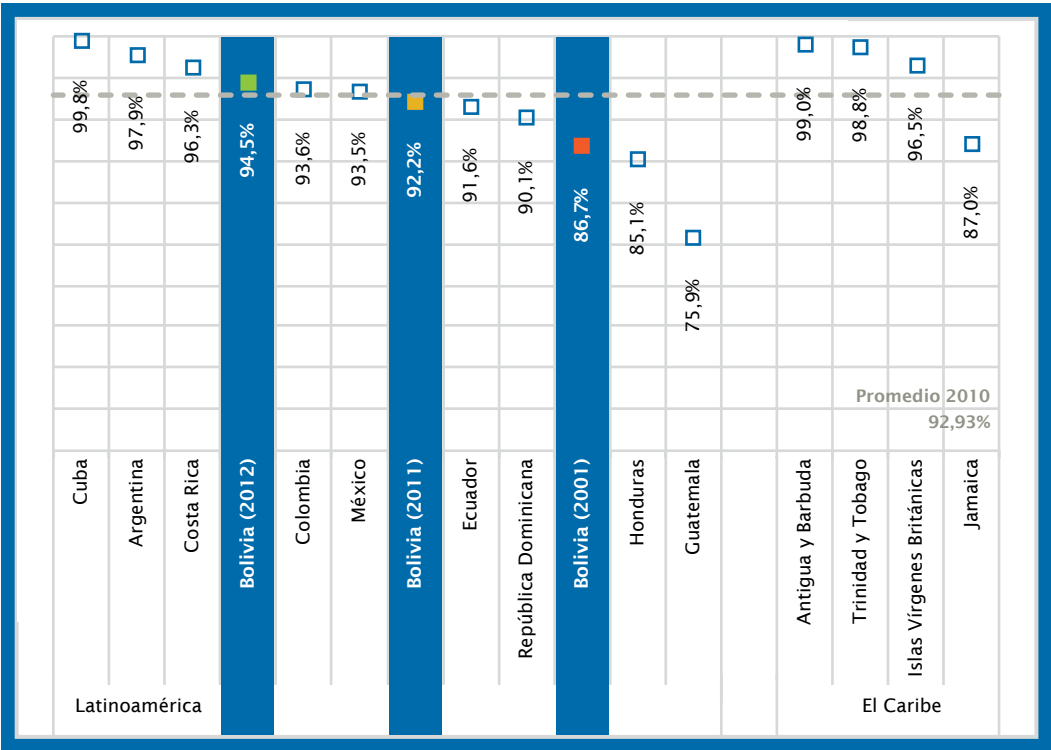 99,8%
97,9%
96,3%
94,5%
93,6%
93,5%
92,2%
91,6%
90,1%
86,7%
85,1%
75,9%
99,0%
98,8%
96,5%
87,0%
Promedio 2010
92,93%
Cuba
Argentina
Costa Rica
Bolivia (2012)
Colombia
México
Bolivia (2011)
Ecuador
República Dominicana
Bolivia (2001)
Honduras
Guatemala
Antigua y Barbuda
Trinidad y Tobago
Islas Vírgenes Británicas
Jamaica
Latinoamérica
El Caribe